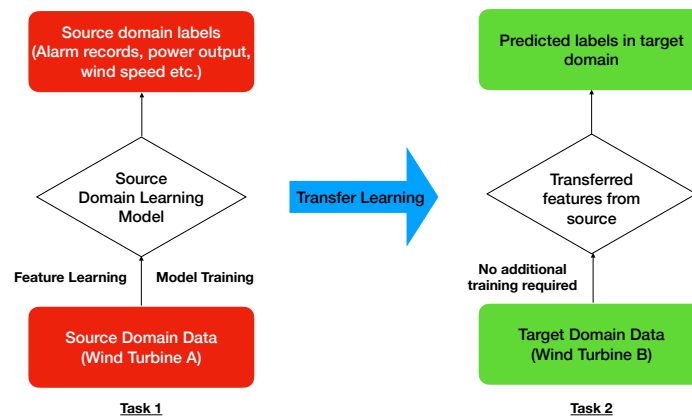 Source domain labels
(Alarm records, power output,
wind speed etc.)
Predicted labels in target
domain
Source
Domain Learning
Model
Transfer Learning
Transferred
features from
source
Feature Learning
Model Training
No additional
training required
Source Domain Data
(Wind Turbine A)
Target Domain Data
(Wind Turbine B)
Task 1
Task 2